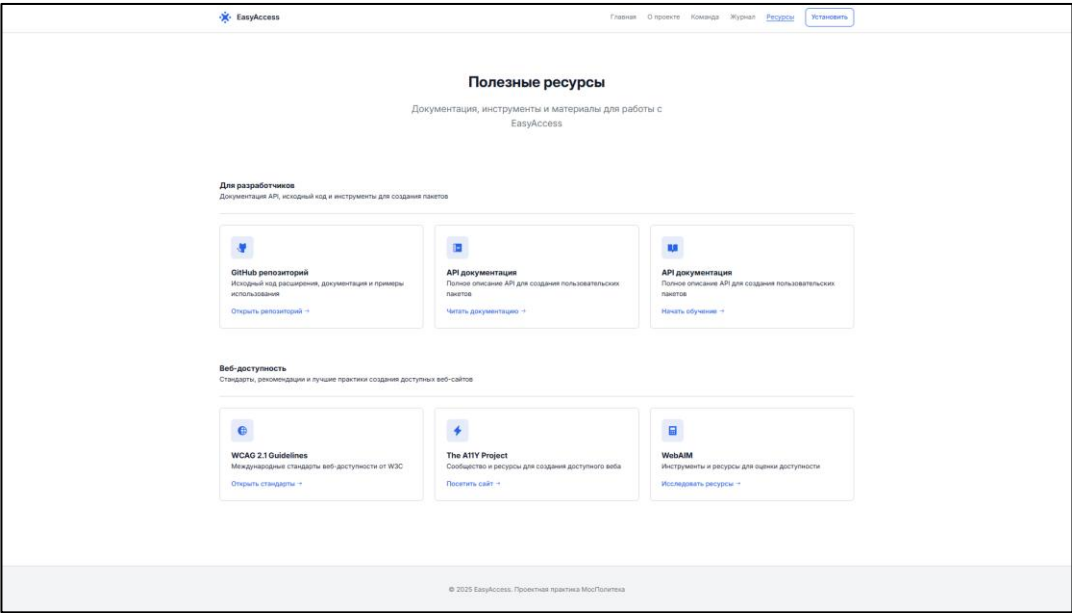 EasyAccess
Главная О проекте Команда Журнал Ресурсы Установить
Полезные ресурсы
Документация, инструменты и материалы для работы с
EasyAccess
Для разработчиков
Документация API, исходный код и инструменты для создания пакетов
GitHub репозиторий
Исходный код расширения, документация и примеры
использования
Открыть репозиторий →
API документация
Полное описание API для создания пользовательских
пакетов
Читать документацию →
API документация
Полное описание API для создания пользовательских
пакетов
Начать обучение →
Веб-доступность
Стандарты, рекомендации и лучшие практики создания доступных веб-сайтов
WCAG 2.1 Guidelines
Международные стандарты веб-доступности от W3C
Открыть стандарты →
The A11Y Project
Сообщество и ресурсы для создания доступного веба
Посетить сайт →
WebAIM
Инструменты и ресурсы для оценки доступности
Исследовать ресурсы →
© 2025 EasyAccess. Проектная практика МосПолитеха